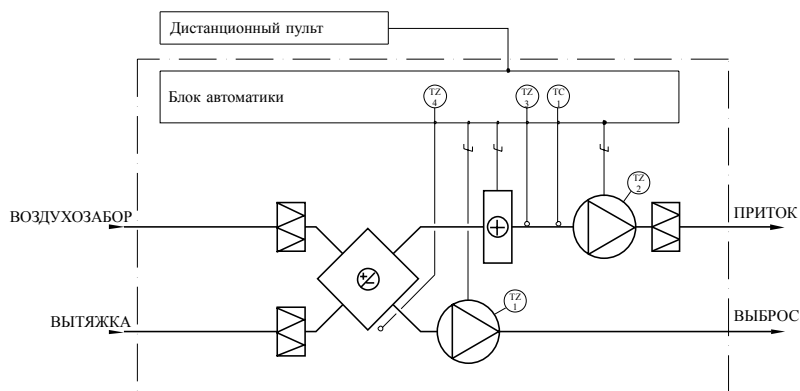 Дистанционный пульт
Блок автоматики
TZ
4
TZ
3
TC
1
TZ
2
ВОЗДУХОЗАБОР
ПРИТОК
ВЫТЯЖКА
TZ
1
ВЫБРОС